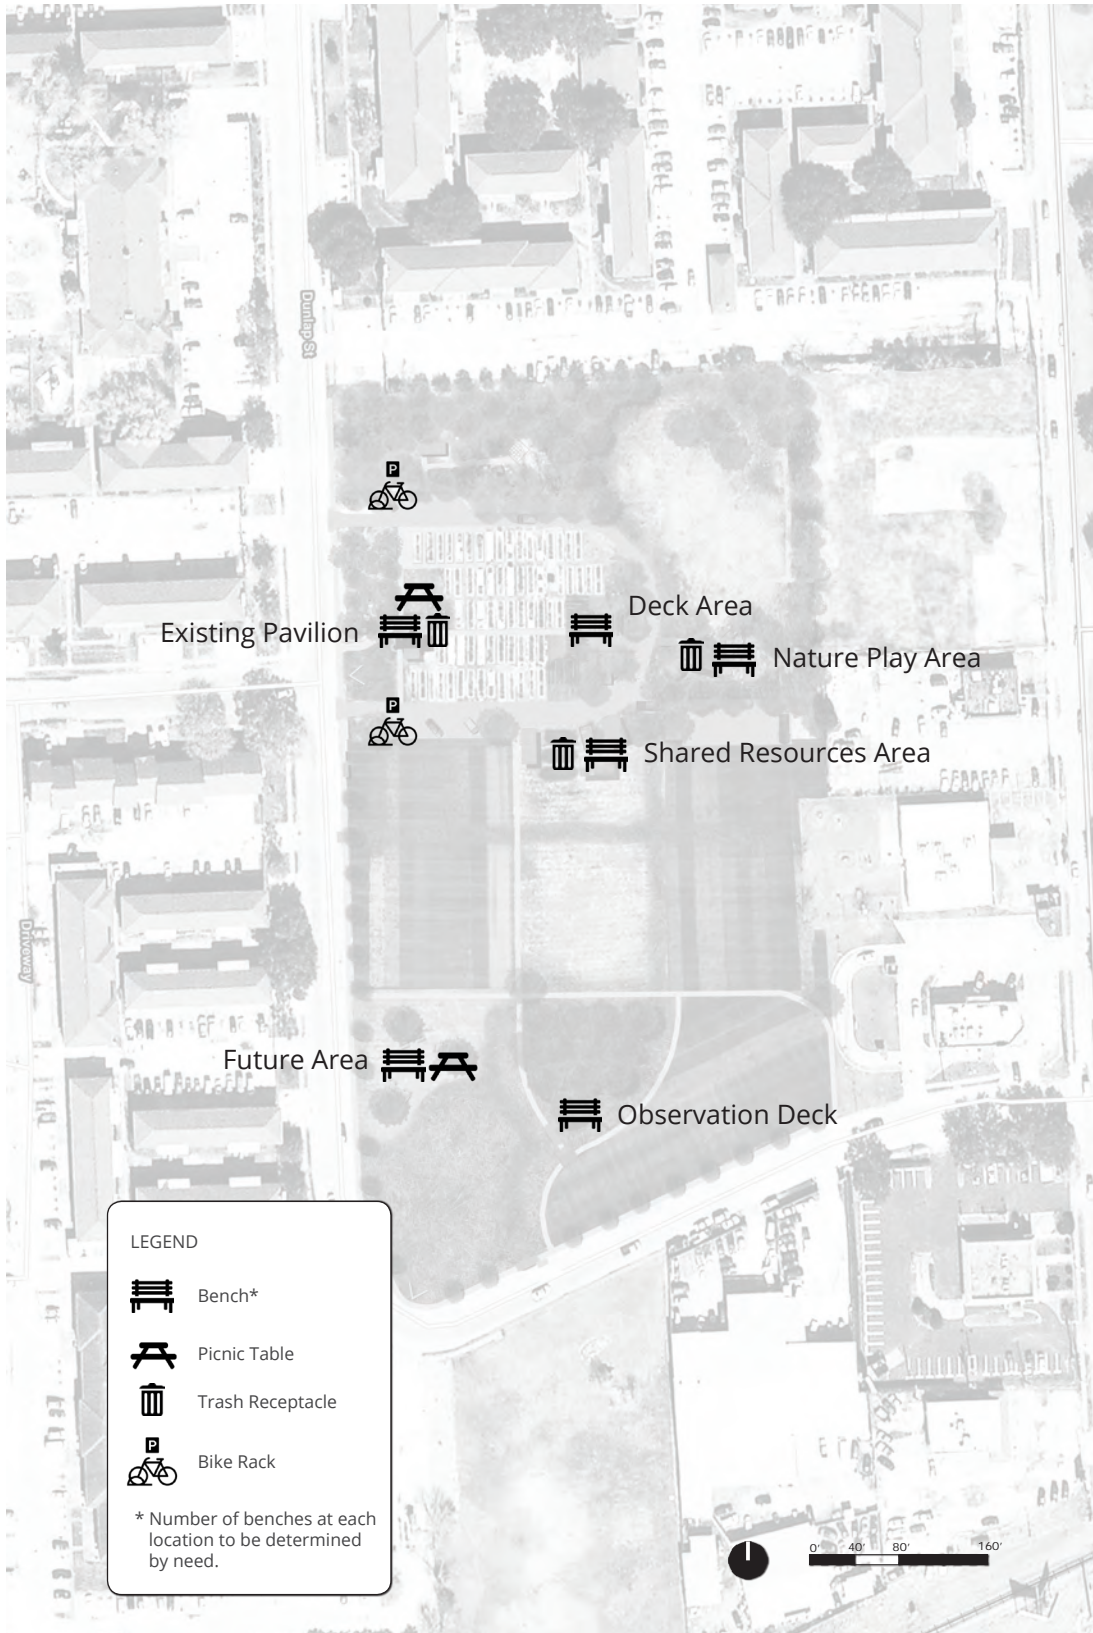 Dunlap St
P
Deck Area
Existing Pavilion
Nature Play Area
P
Shared Resources Area
Driveway
Future Area
Observation Deck
LEGEND
Bench*
Picnic Table
Trash Receptacle
P
Bike Rack
* Number of benches at each
location to be determined
by need.
0' 40' 80' 160'